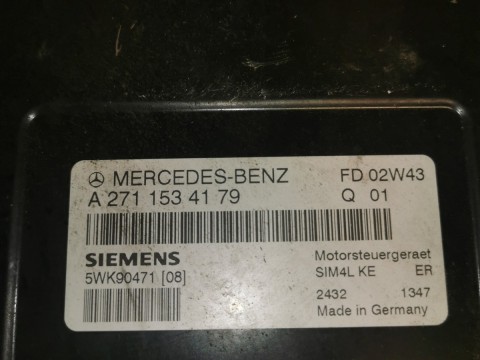 MERCEDES-BENZ FD 02W43
A 271 153 41 79 Q 01
SIEMENS Motorsteuergeraet
5WK90471 [08] SIM4L KE ER
2432 1347
Made in Germany